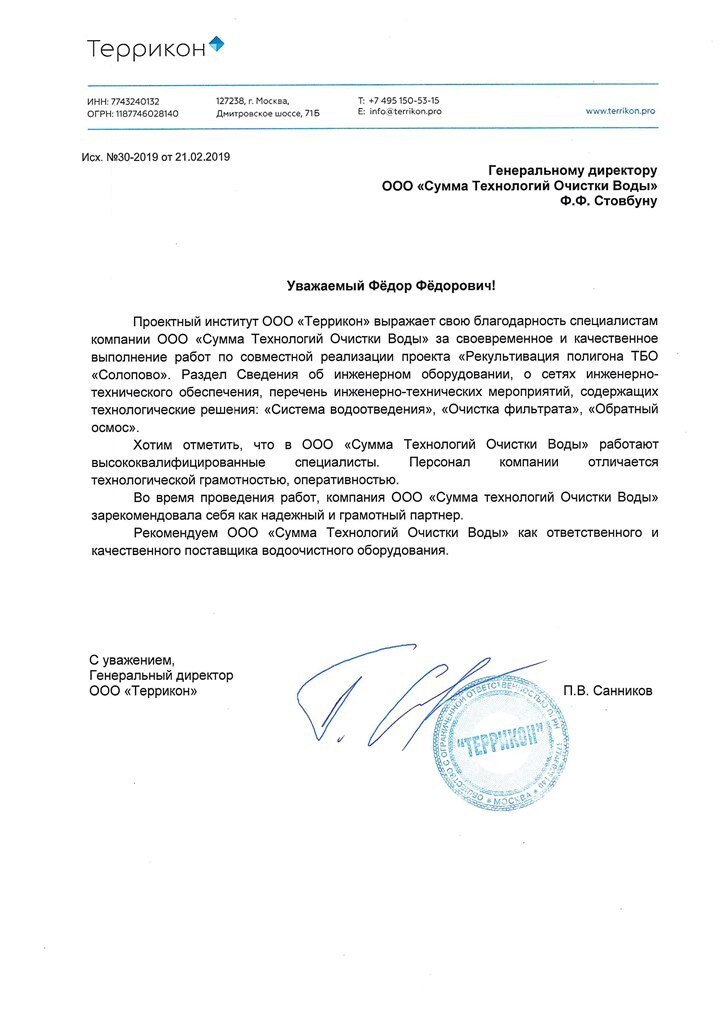 Террикон
ИНН: 7743240132
ОГРН: 1187746028140
127238, г. Москва,
Дмитровское шоссе, 71Б
Т: +7 495 150-53-15
E: info@terrikon.pro
www.terrikon.pro
Исх. №30-2019 от 21.02.2019
Генеральному директору
ООО «Сумма Технологий Очистки Воды»
Ф.Ф. Стовбуну
Уважаемый Фёдор Фёдорович!
Проектный институт ООО «Террикон» выражает свою благодарность специалистам
компании ООО «Сумма Технологий Очистки Воды» за своевременное и качественное
выполнение работ по совместной реализации проекта «Рекультивация полигона ТБО
«Солопово». Раздел Сведения об инженерном оборудовании, о сетях инженерно-
технического обеспечения, перечень инженерно-технических мероприятий, содержащих
технологические решения: «Система водоотведения», «Очистка фильтрата», «Обратный
осмос».
Хотим отметить, что в ООО «Сумма Технологий Очистки Воды» работают
высококвалифицированные специалисты. Персонал компании отличается
технологической грамотностью, оперативностью.
Во время проведения работ, компания ООО «Сумма технологий Очистки Воды»
зарекомендовала себя как надежный и грамотный партнер.
Рекомендуем ООО «Сумма Технологий Очистки Воды» как ответственного и
качественного поставщика водоочистного оборудования.
С уважением,
Генеральный директор
ООО «Террикон»
П.В. Санников
ОБЩЕСТВО С ОГРАНИ�ченной ОТВЕТСТВЕННОСТЬЮ
"ТЕРРИКОН"
МОСКВА